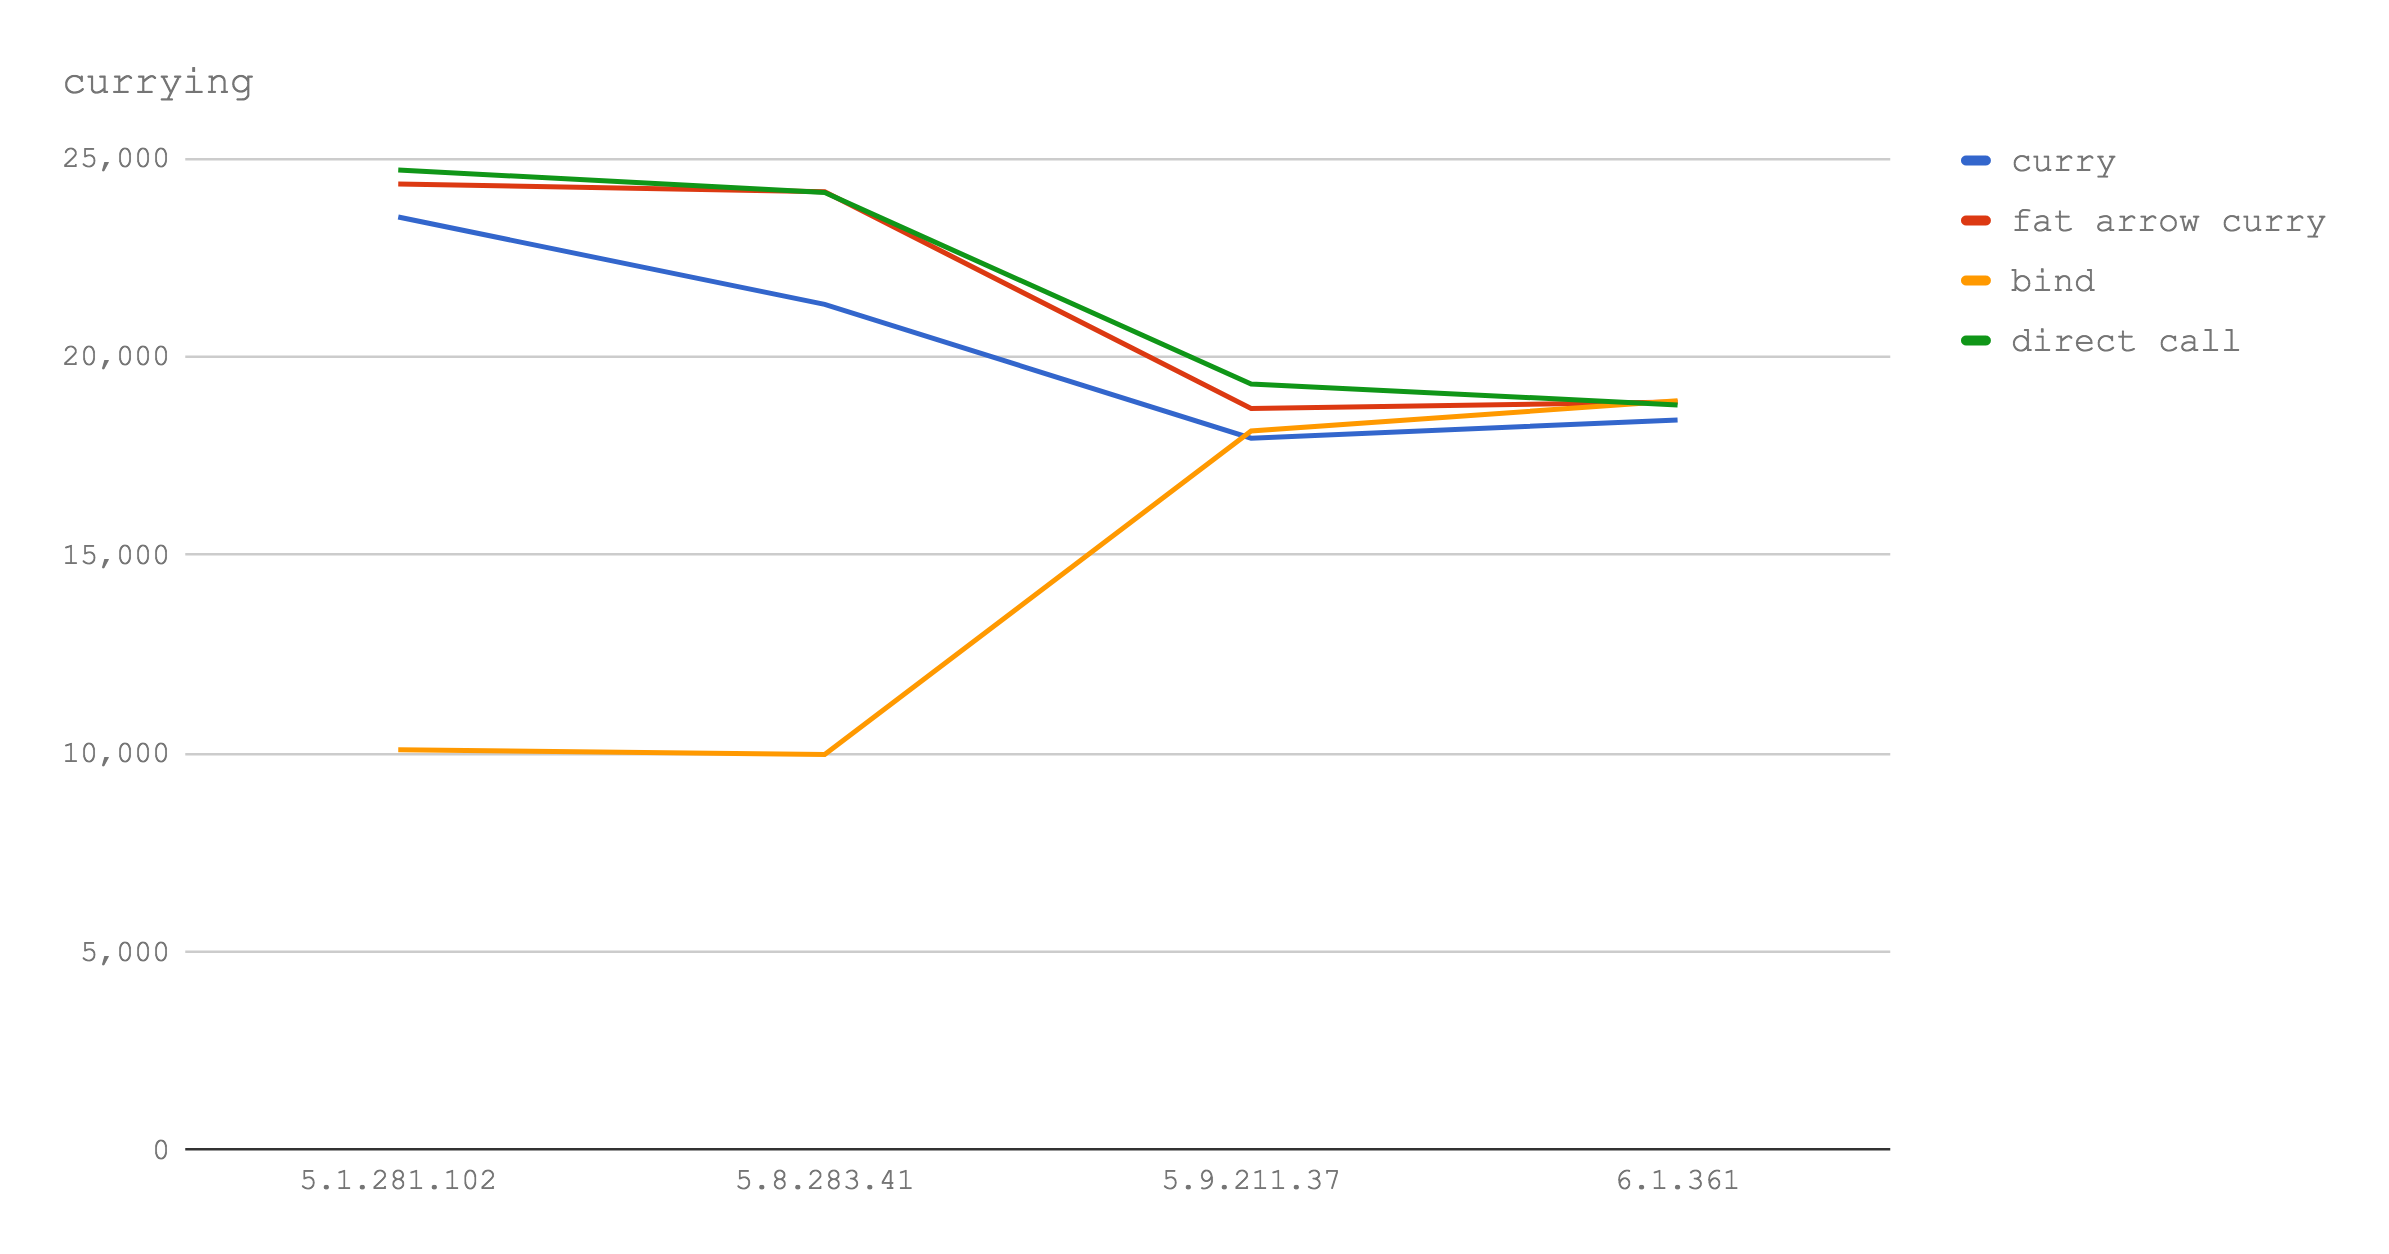 currying
25,000
20,000
15,000
10,000
5,000
0
5.1.281.102
5.8.283.41
5.9.211.37
6.1.361
curry
fat arrow curry
bind
direct call